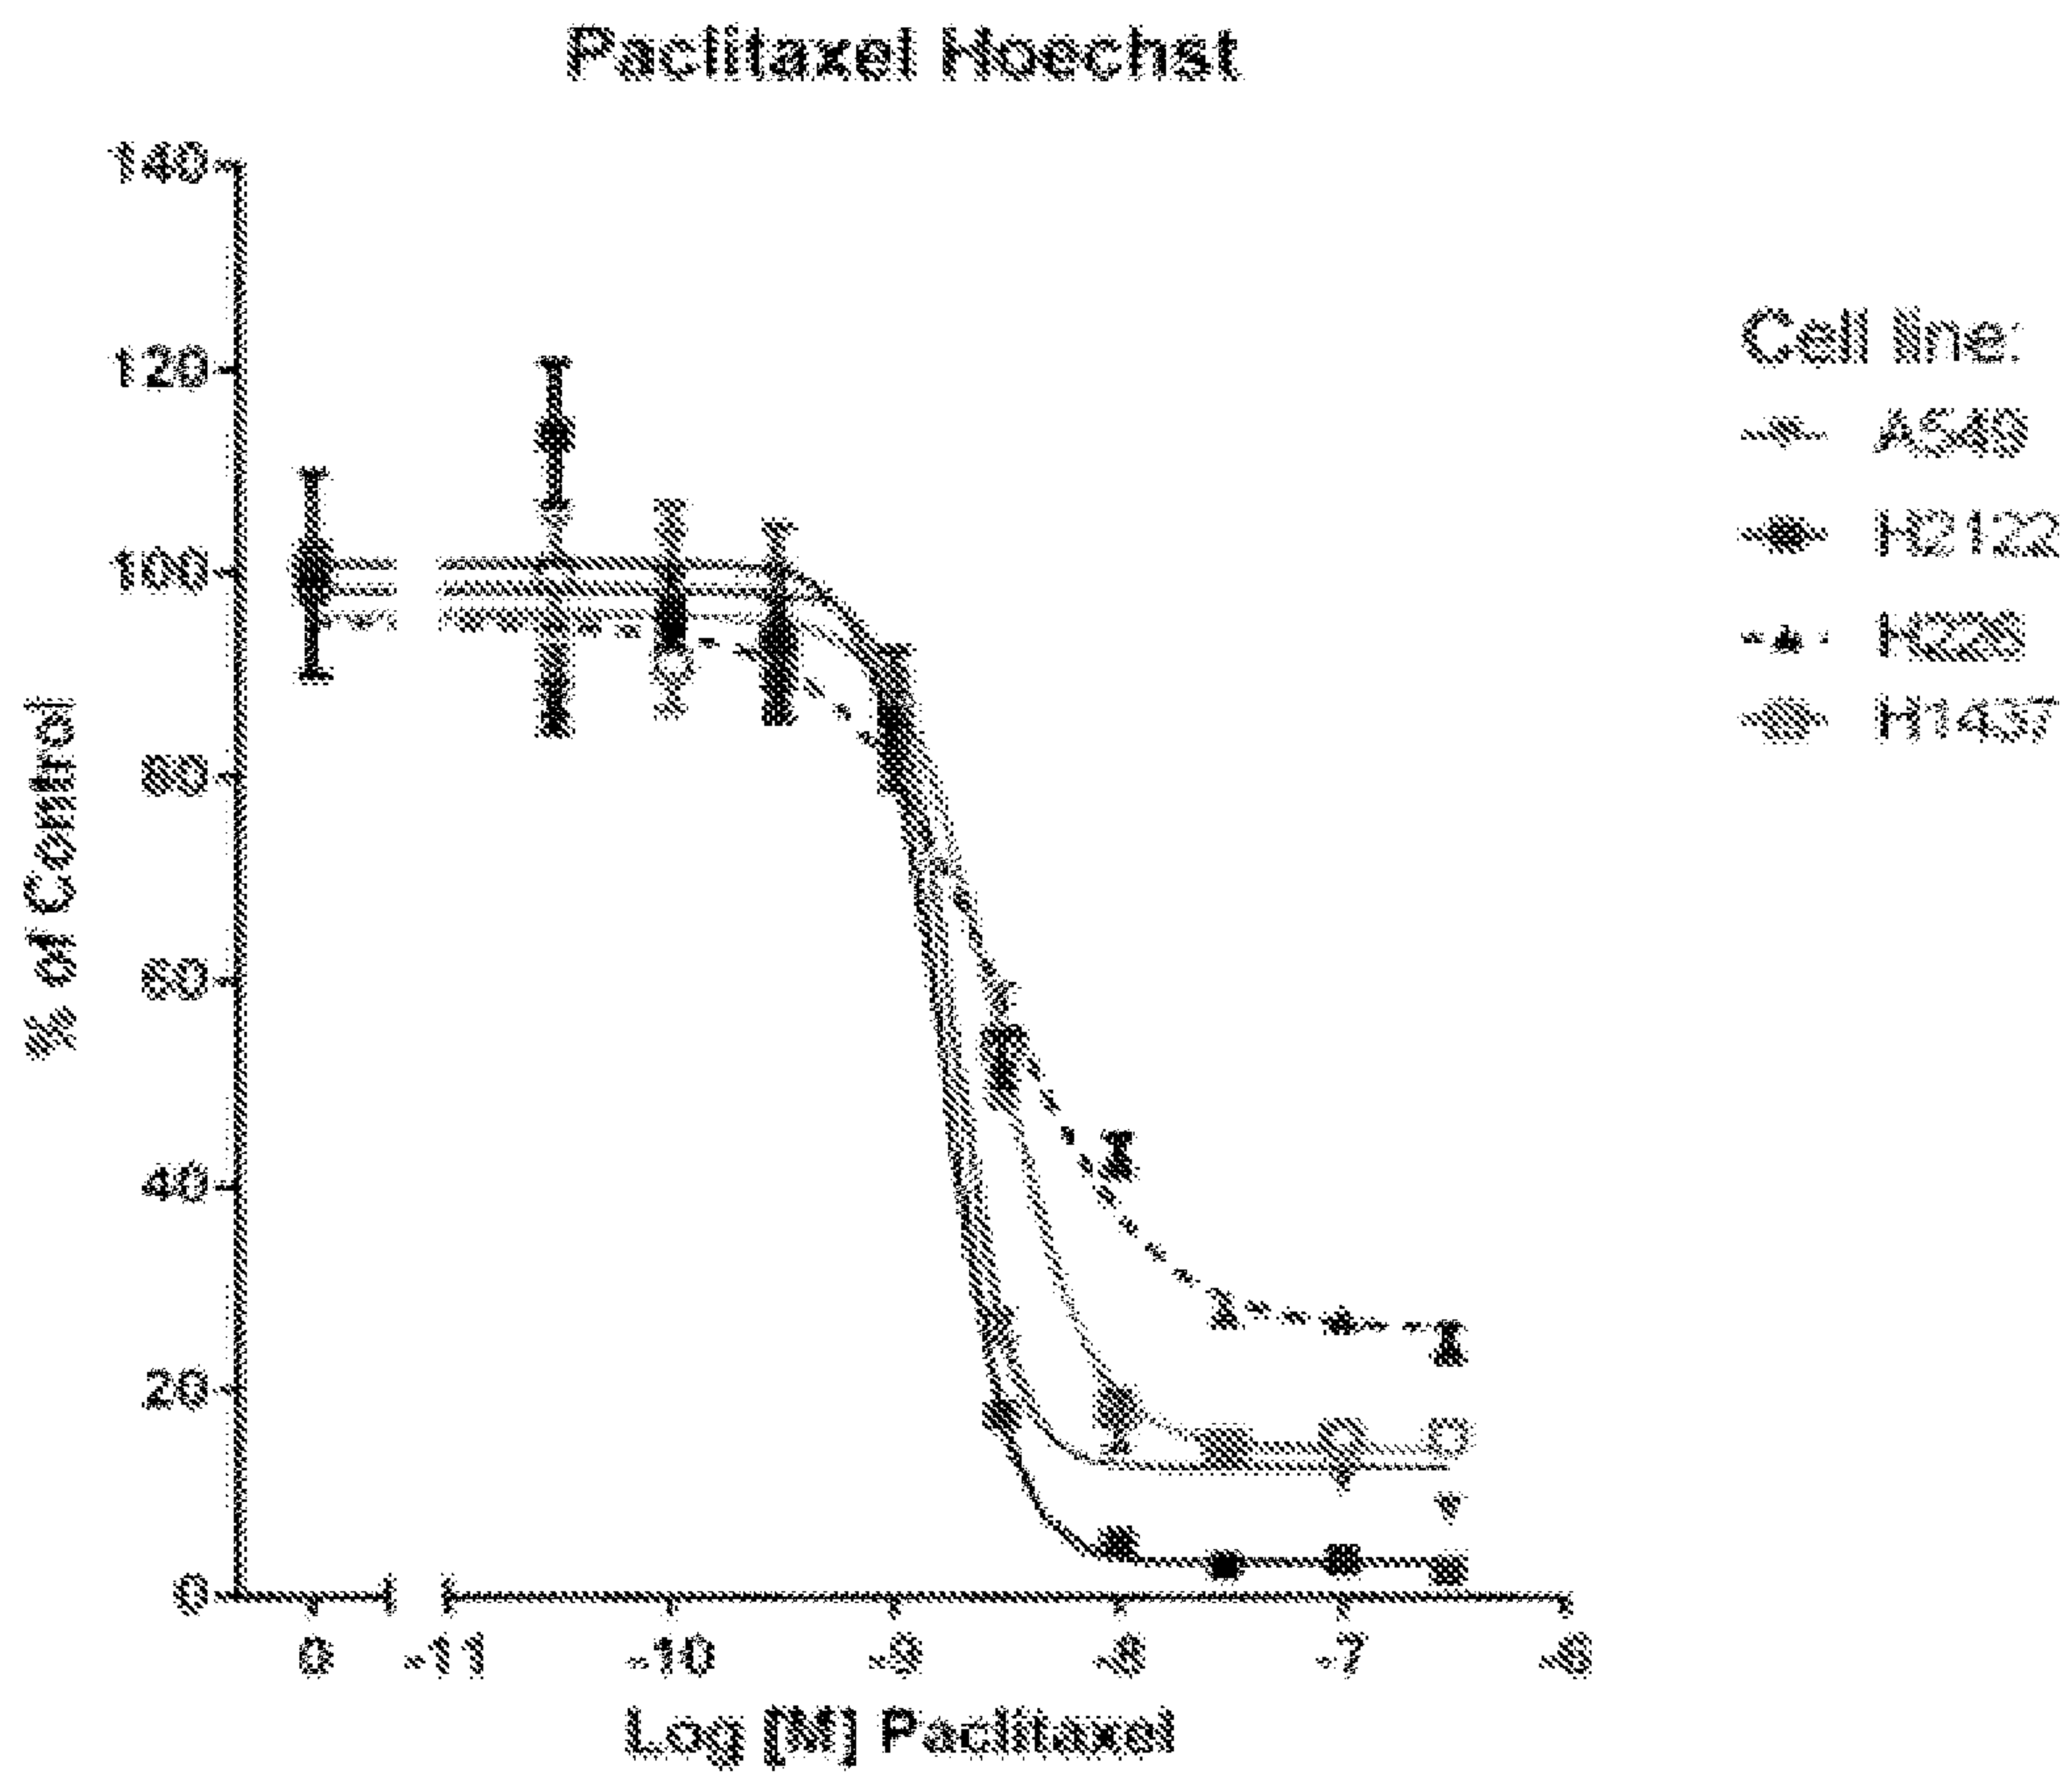 Paclitaxel Hoechst
140
120
100
80
60
40
20
0
% of Control
0 -11 -10 -9 -8 -7 -6
Log [M] Paclitaxel
Cell line:
A549
H2122
H226
H1437